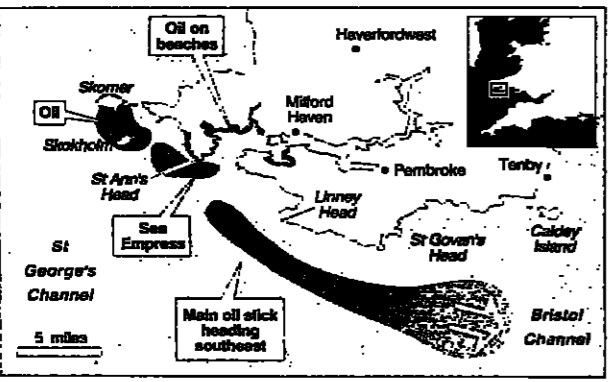 Oil on
beaches
Haverfordwest
Skomer
Oil
Milford
Haven
Skokholm
St Ann's
Head
Pembroke
Tenby
Linney
Head
Sea
Empress
St Govan's
Head
Caldey
Island
St
George's
Channel
Main oil slick
heading
southeast
Bristol
Channel
5 miles